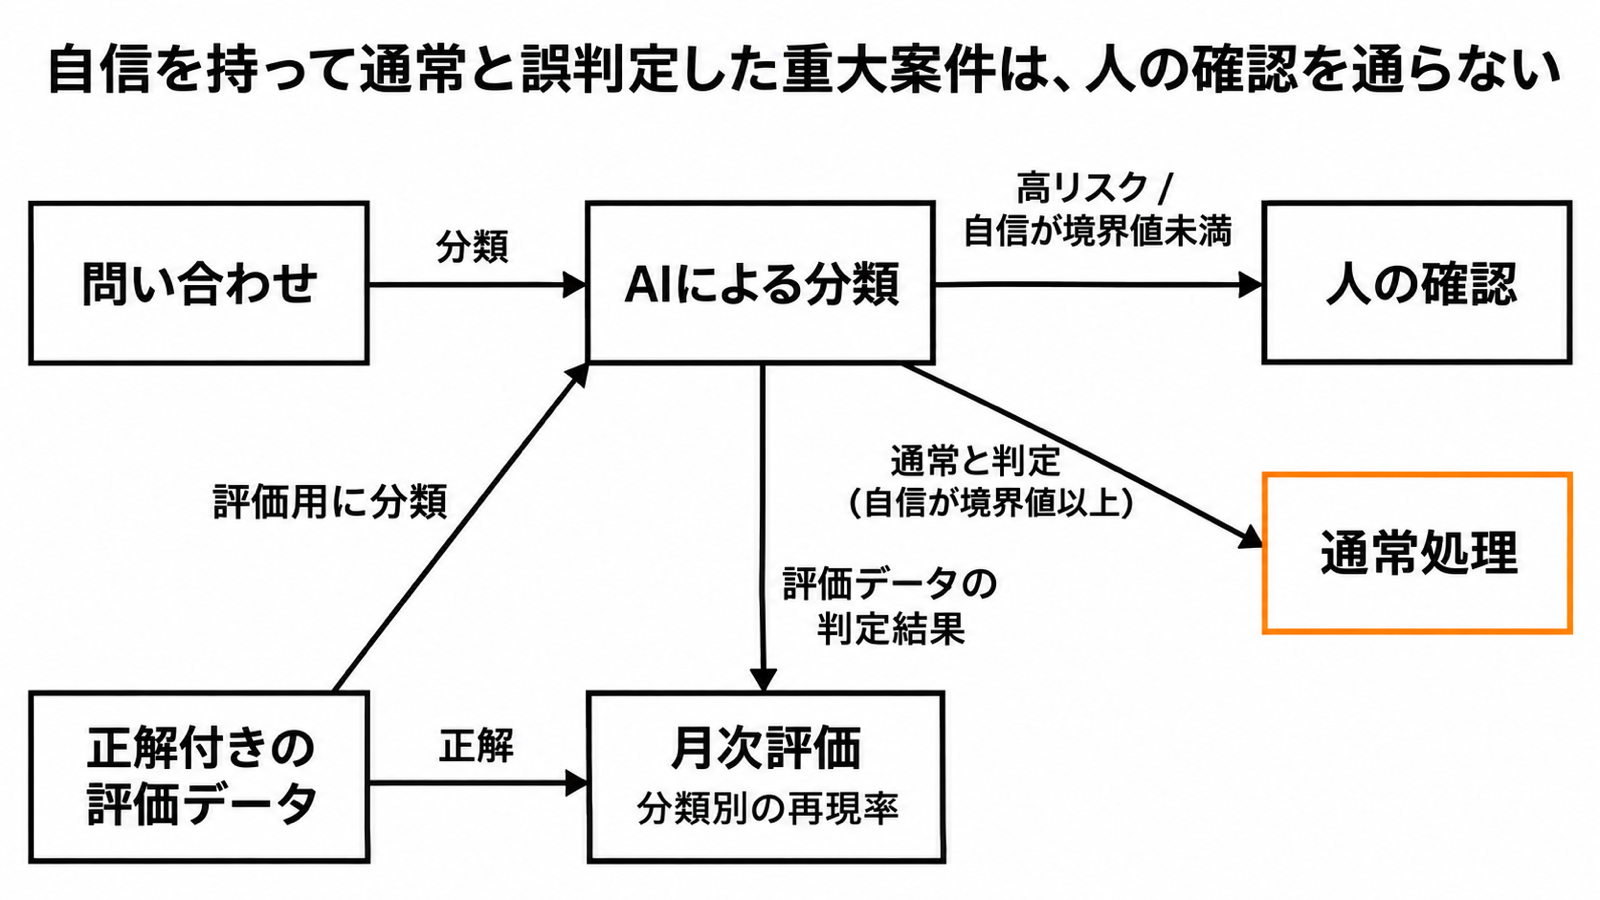 自信を持って通常と誤判定した重大案件は、人の確認を通らない
高リスク /
自信が境界値未満
分類
問い合わせ
AIによる分類
人の確認
通常と判定
(自信が境界値以上)
評価用に分類
通常処理
評価データの
判定結果
正解付きの
評価データ
正解
月次評価
分類別の再現率